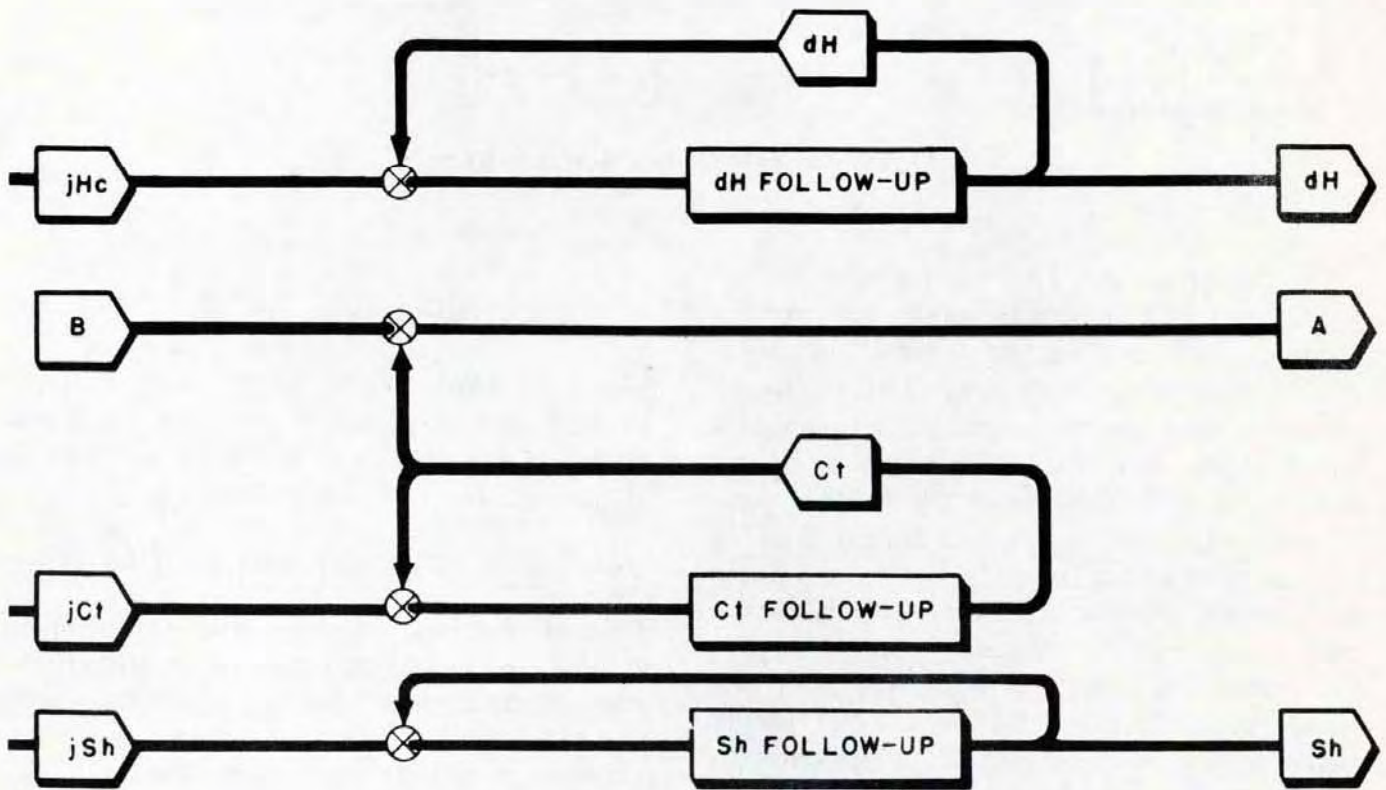 dH
jHc
dH FOLLOW-UP
dH
B
A
Ct
jCt
Ct FOLLOW-UP
jSh
Sh FOLLOW-UP
Sh